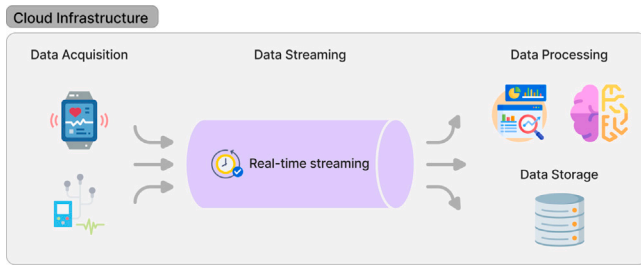 Cloud Infrastructure
Data Acquisition
Data Streaming
Data Processing
Real-time streaming
Data Storage